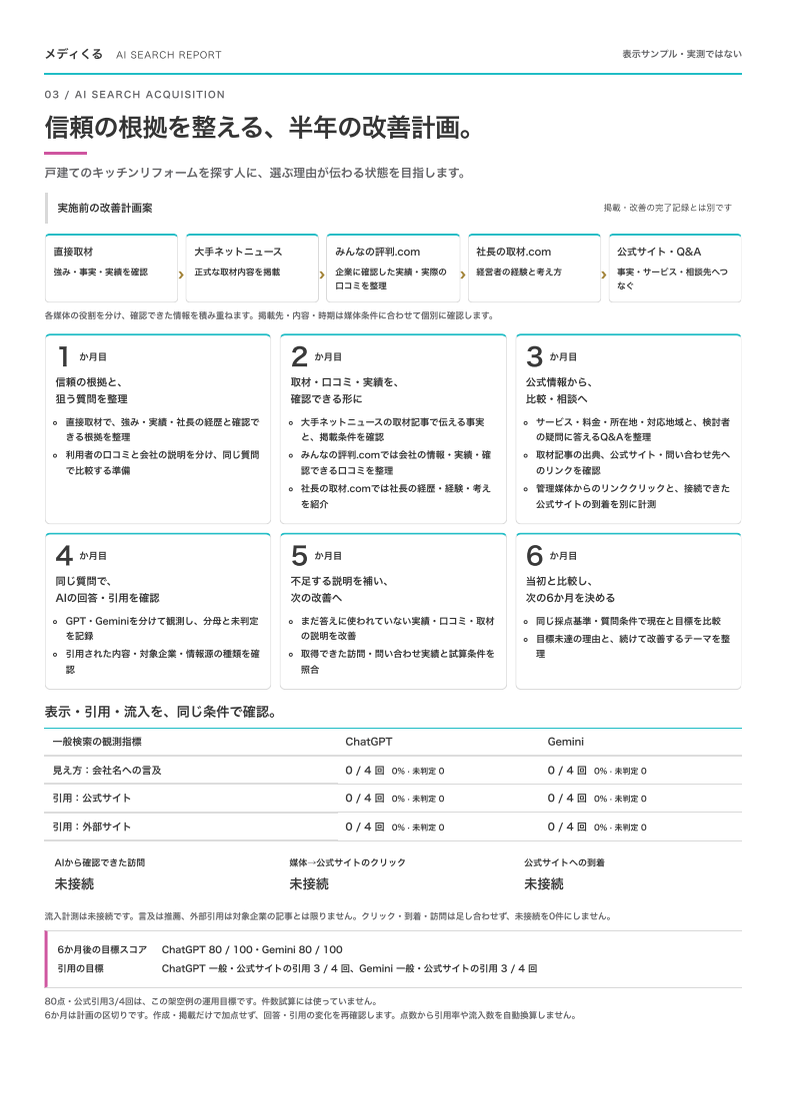 メディくる AI SEARCH REPORT 表示サンプル・実測ではない
03 / AI SEARCH ACQUISITION
信頼の根拠を整える、半年の改善計画。
戸建てのキッチンリフォームを探す人に、選ぶ理由が伝わる状態を目指します。
実施前の改善計画案 掲載・改善の完了記録とは別です
直接取材
強み・事実・実績を確認
›
大手ネットニュース
正式な取材内容を掲載
›
みんなの評判.com
企業に確認した実績・実際の
口コミを整理
›
社長の取材.com
経営者の経験と考え方
›
公式サイト・Q&A
事実・サービス・相談先へつ
なぐ
各媒体の役割を分け、確認できた情報を積み重ねます。掲載先・内容・時期は媒体条件に合わせて個別に確認します。
1 か月目
信頼の根拠と、
狙う質問を整理
直接取材で、強み・実績・社長の経歴と確認で
きる根拠を整理
利用者の口コミと会社の説明を分け、同じ質問
で比較する準備
2 か月目
取材・口コミ・実績を、
確認できる形に
大手ネットニュースの取材記事で伝える事実
と、掲載条件を確認
みんなの評判.comでは会社の情報・実績・確
認できる口コミを整理
社長の取材.comでは社長の経歴・経験・考え
を紹介
3 か月目
公式情報から、
比較・相談へ
サービス・料金・所在地・対応地域と、検討者
の疑問に答えるQ&Aを整理
取材記事の出典、公式サイト・問い合わせ先へ
のリンクを確認
管理媒体からのリンククリックと、接続できた
公式サイトの到着を別に計測
4 か月目
同じ質問で、
AIの回答・引用を確認
GPT・Geminiを分けて観測し、分母と未判定
を記録
引用された内容・対象企業・情報源の種類を確
認
5 か月目
不足する説明を補い、
次の改善へ
まだ答えに使われていない実績・口コミ・取材
の説明を改善
取得できた訪問・問い合わせ実績と試算条件を
照合
6 か月目
当初と比較し、
次の6か月を決める
同じ採点基準・質問条件で現在と目標を比較
目標未達の理由と、続けて改善するテーマを整
理
表示・引用・流入を、同じ条件で確認。
一般検索の観測指標 ChatGPT Gemini
見え方：会社名への言及 0 / 4 回 0% · 未判定 0 0 / 4 回 0% · 未判定 0
引用：公式サイト 0 / 4 回 0% · 未判定 0 0 / 4 回 0% · 未判定 0
引用：外部サイト 0 / 4 回 0% · 未判定 0 0 / 4 回 0% · 未判定 0
AIから確認できた訪問 媒体→公式サイトのクリック 公式サイトへの到着
未接続 未接続 未接続
流入計測は未接続です。言及は推薦、外部引用は対象企業の記事とは限りません。クリック・到着・訪問は足し合わせず、未接続を0件にしません。
6か月後の目標スコア ChatGPT 80 / 100・Gemini 80 / 100
引用の目標 ChatGPT 一般・公式サイトの引用 3 / 4 回、Gemini 一般・公式サイトの引用 3 / 4 回
80点・公式引用3/4回は、この架空例の運用目標です。件数試算には使っていません。
6か月は計画の区切りです。作成・掲載だけで加点せず、回答・引用の変化を再確認します。点数から引用率や流入数を自動換算しません。